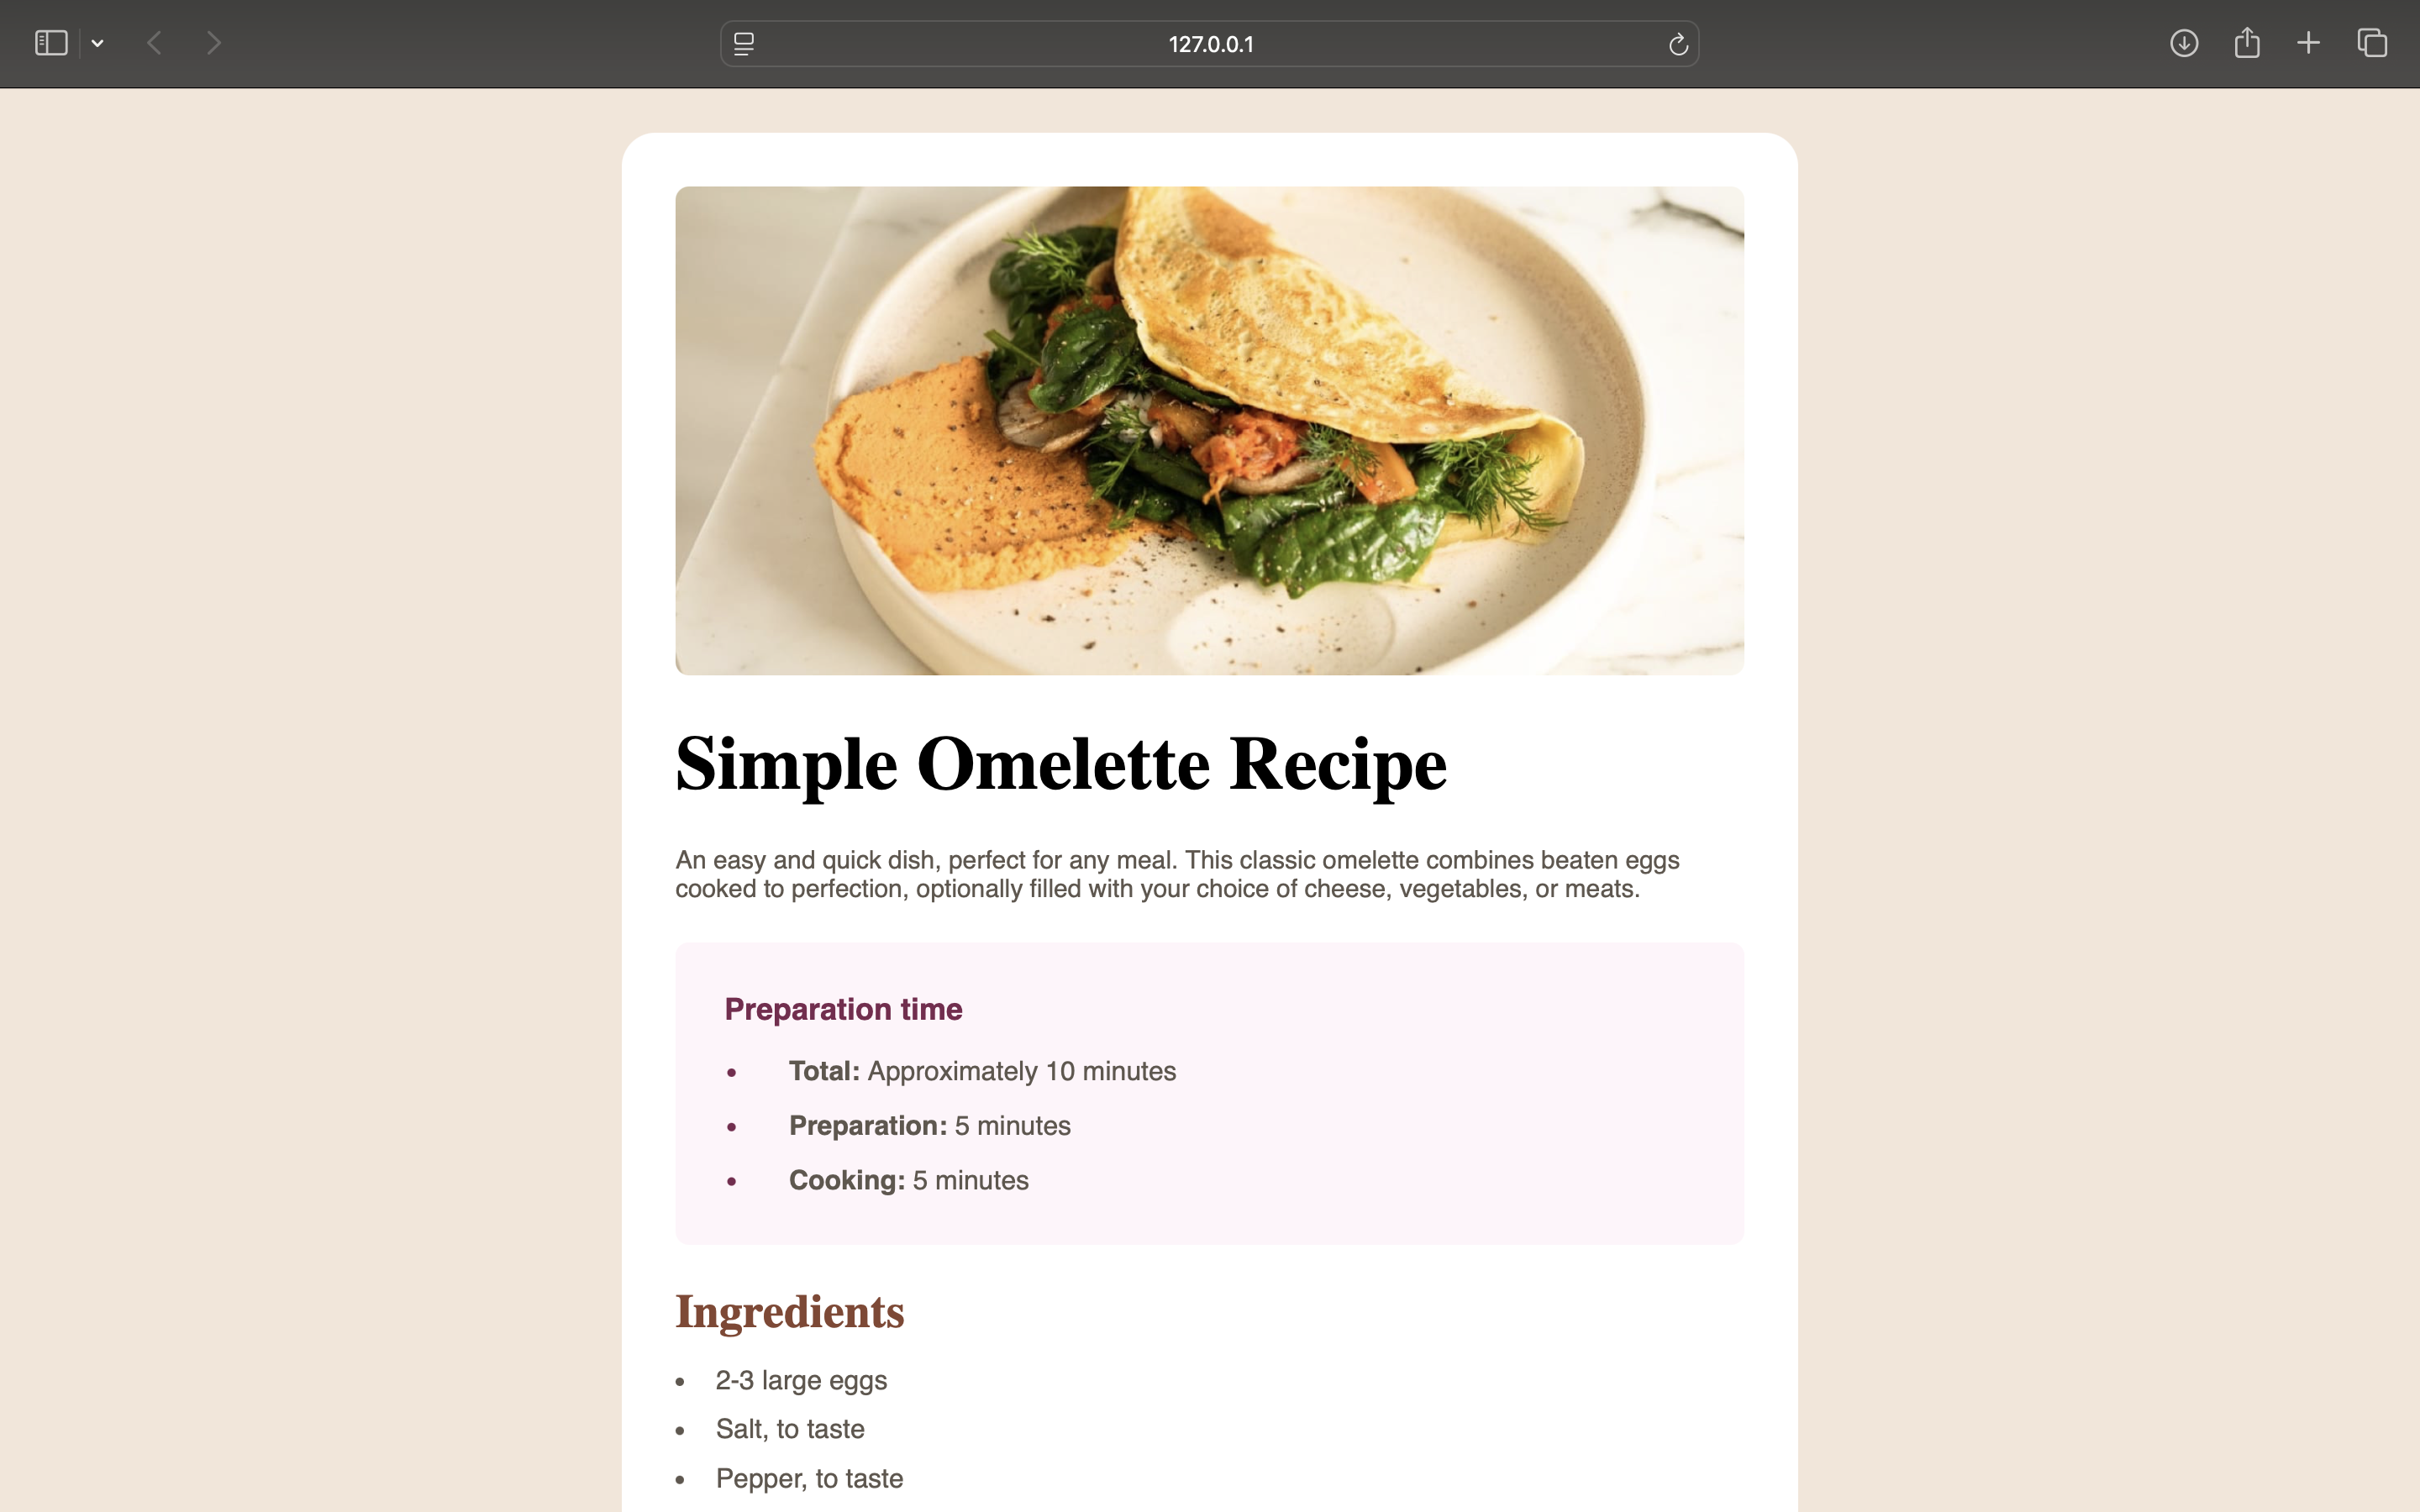 127.0.0.1
Simple Omelette Recipe
An easy and quick dish, perfect for any meal. This classic omelette combines beaten eggs
cooked to perfection, optionally filled with your choice of cheese, vegetables, or meats.
Preparation time
• Total: Approximately 10 minutes
• Preparation: 5 minutes
• Cooking: 5 minutes
Ingredients
• 2-3 large eggs
• Salt, to taste
• Pepper, to taste